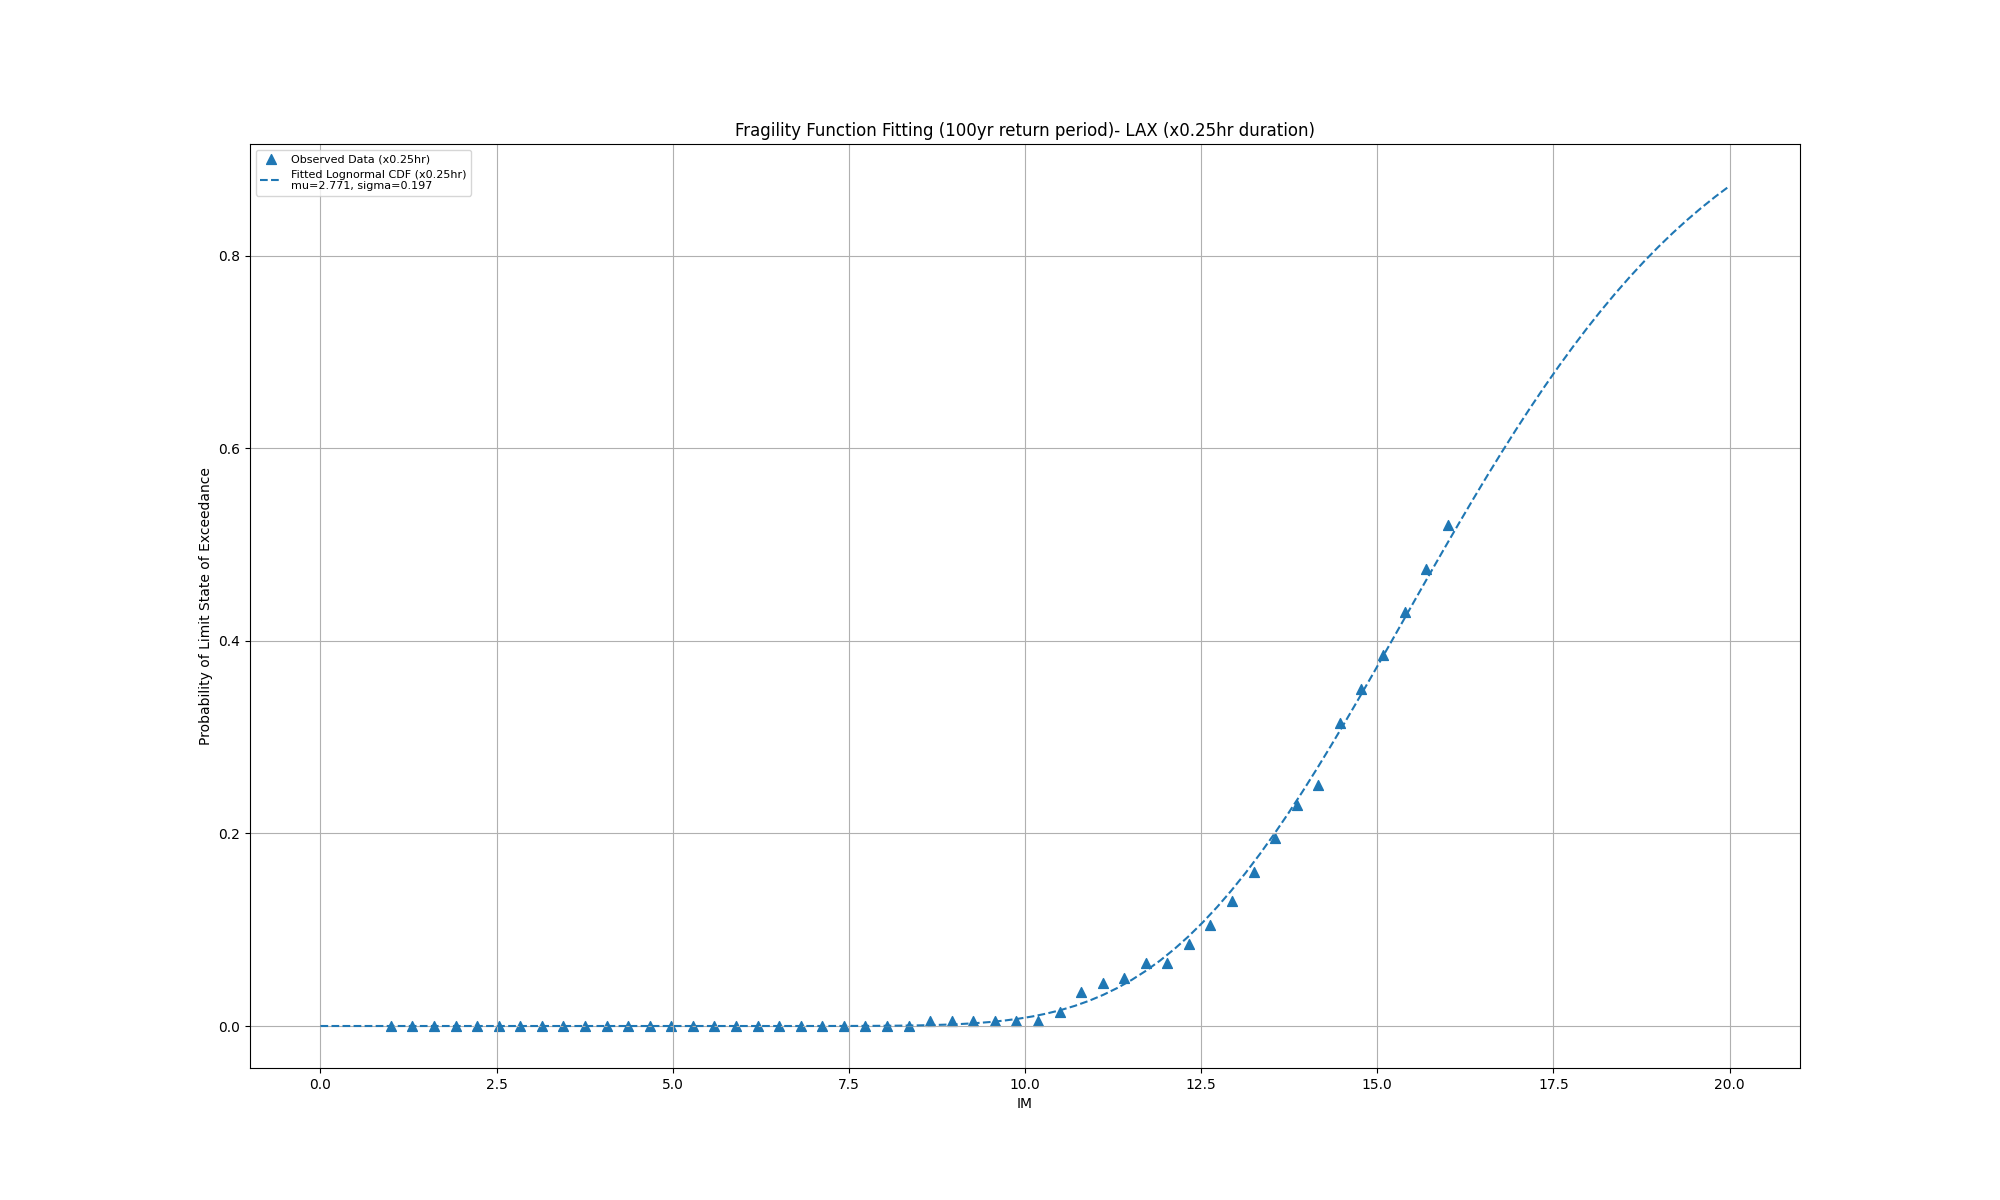 Fragility Function Fitting (100yr return period)- LAX (x0.25hr duration)
Observed Data (x0.25hr)
Fitted Lognormal CDF (x0.25hr)
mu=2.771, sigma=0.197
Probability of Limit State of Exceedance
0.8
0.6
0.4
0.2
0.0
0.0 2.5 5.0 7.5 10.0 12.5 15.0 17.5 20.0
IM